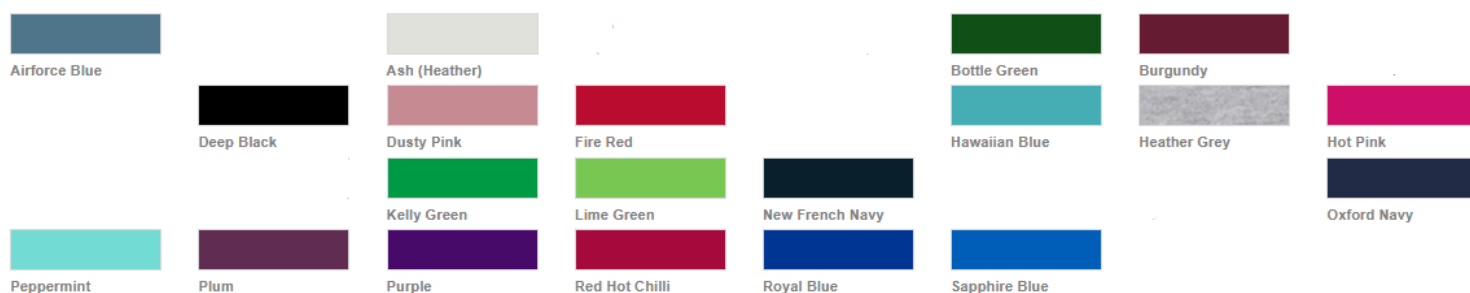 Airforce Blue
Ash (Heather)
Bottle Green
Burgundy
Deep Black
Dusty Pink
Fire Red
Hawaiian Blue
Heather Grey
Hot Pink
Kelly Green
Lime Green
New French Navy
Oxford Navy
Peppermint
Plum
Purple
Red Hot Chilli
Royal Blue
Sapphire Blue